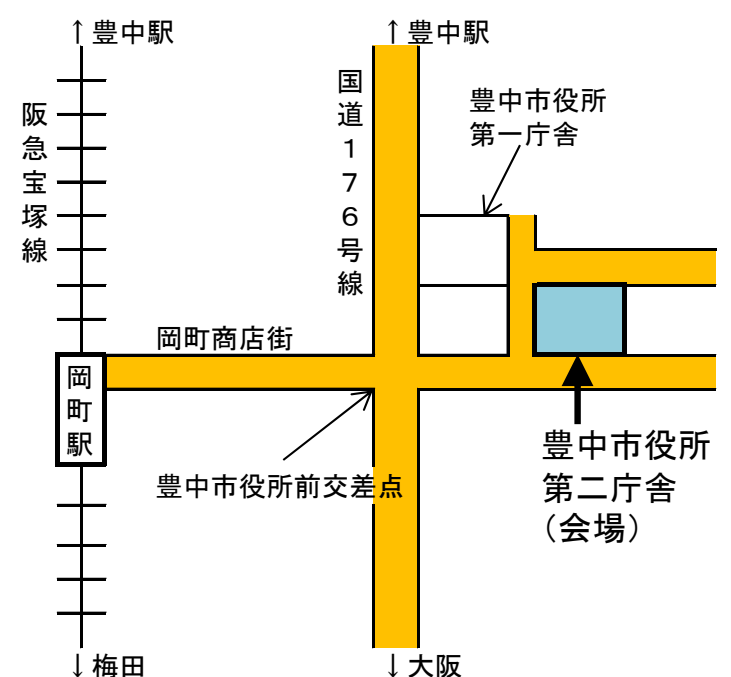 ↑豊中駅
↑豊中駅
阪急宝塚線
国道１７６号線
豊中市役所
第一庁舎
岡町商店街
岡町駅
豊中市役所前交差点
豊中市役所
第二庁舎
（会場）
↓梅田
↓大阪